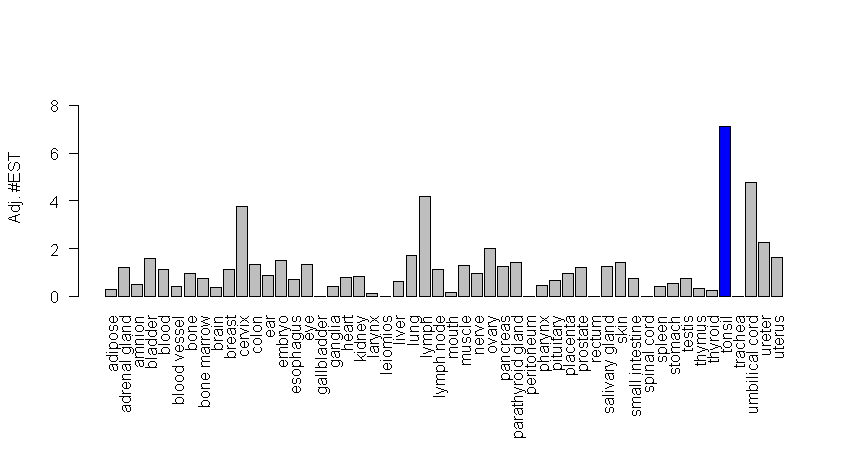 Adj. #EST
8
6
4
2
0
adipose
adrenal gland
amnion
bladder
blood
blood vessel
bone
bone marrow
brain
breast
cervix
colon
ear
embryo
esophagus
eye
gallbladder
ganglia
heart
kidney
larynx
leiomios
liver
lung
lymph
lymph node
mouth
muscle
nerve
ovary
pancreas
parathyroid gland
peritoneum
pharynx
pituitary
placenta
prostate
rectum
salivary gland
skin
small intestine
spinal cord
spleen
stomach
testis
thymus
thyroid
tonsil
trachea
umbilical cord
ureter
uterus